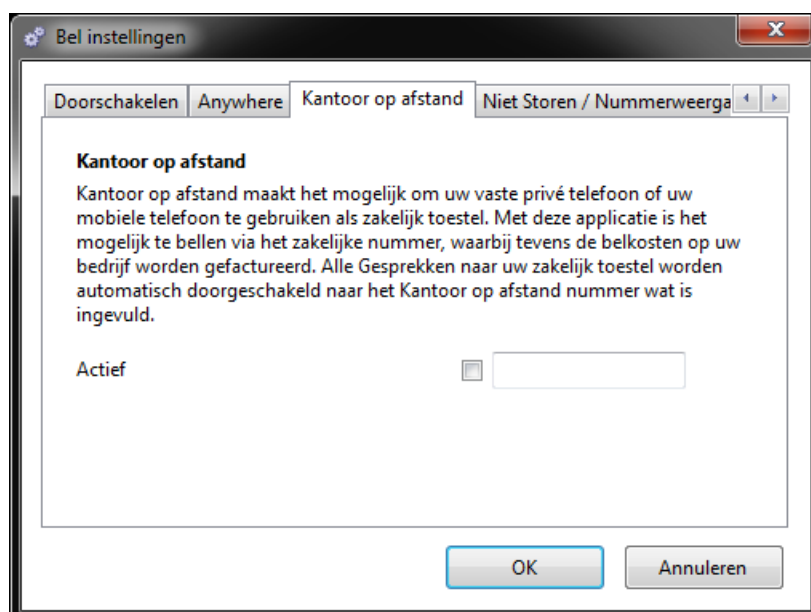 Bel instellingen
Doorschakelen Anywhere Kantoor op afstand Niet Storen / Nummerweerga
Kantoor op afstand
Kantoor op afstand maakt het mogelijk om uw vaste privé telefoon of uw
mobiele telefoon te gebruiken als zakelijk toestel. Met deze applicatie is het
mogelijk te bellen via het zakelijke nummer, waarbij tevens de belkosten op uw
bedrijf worden gefactureerd. Alle Gesprekken naar uw zakelijk toestel worden
automatisch doorgeschakeld naar het Kantoor op afstand nummer wat is
ingevuld.
Actief
OK Annuleren